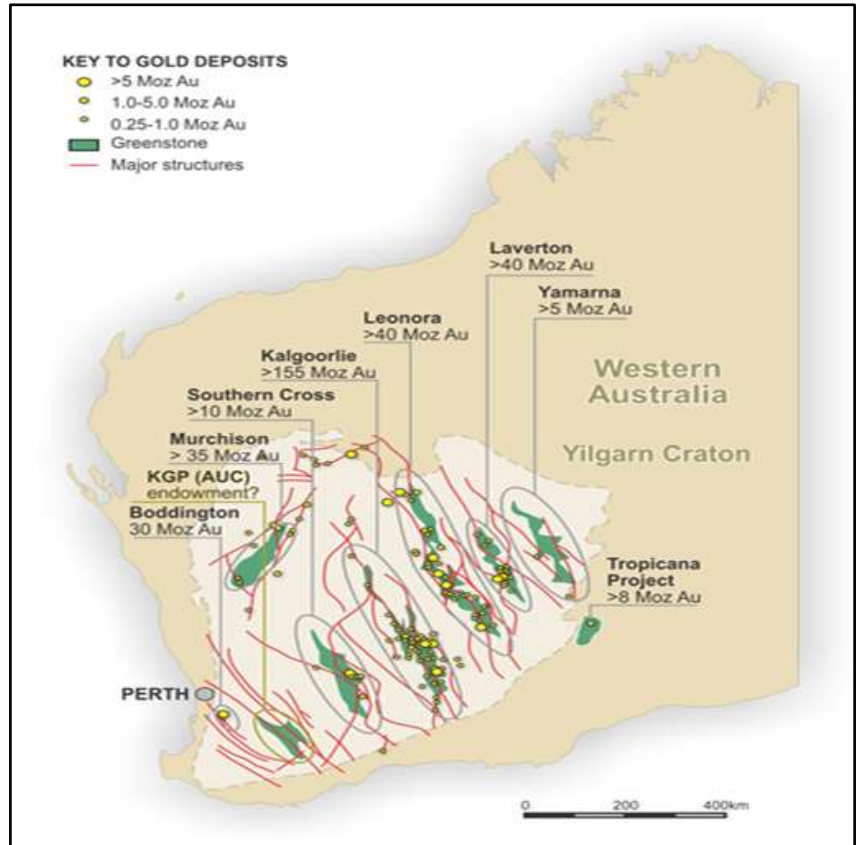 KEY TO GOLD DEPOSITS
>5 Moz Au
1.0-5.0 Moz Au
0.25-1.0 Moz Au
Greenstone
Major structures
Laverton
>40 Moz Au
Yamarna
>5 Moz Au
Leonora
>40 Moz Au
Kalgoorlie
>155 Moz Au
Southern Cross
>10 Moz Au
Murchison
> 35 Moz Au
KGP (AUC)
endowment?
Boddington
30 Moz Au
Western
Australia
Yilgarn Craton
Tropicana
Project
>8 Moz Au
PERTH
0 200 400km